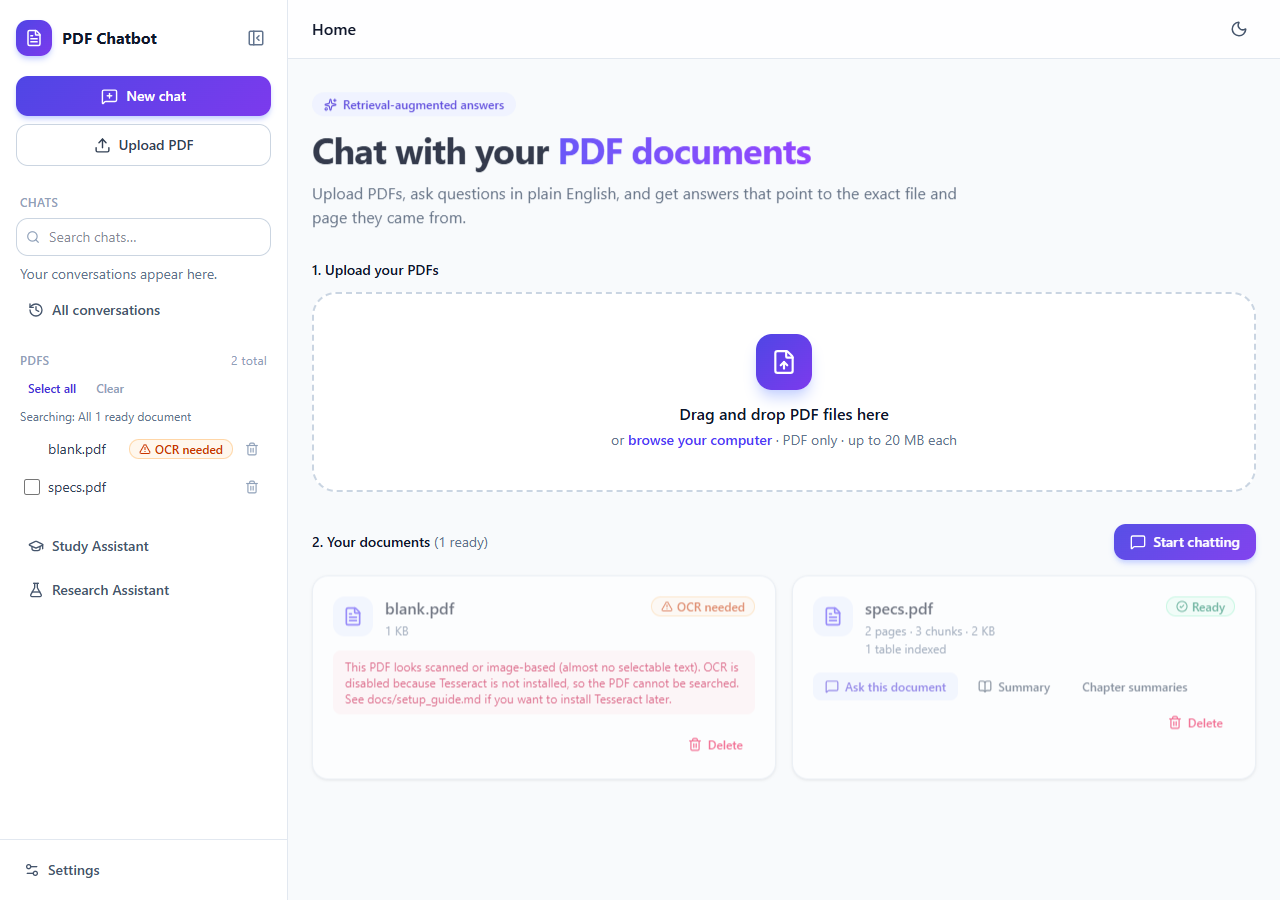 PDF Chatbot
New chat
Upload PDF
CHATS
Search chats...
Your conversations appear here.
All conversations
PDFS 2 total
Select all Clear
Searching: All 1 ready document
blank.pdf OCR needed
specs.pdf
Study Assistant
Research Assistant
Settings
Home
Retrieval-augmented answers
Chat with your PDF documents
Upload PDFs, ask questions in plain English, and get answers that point to the exact file and
page they came from.
1. Upload your PDFs
Drag and drop PDF files here
or browse your computer · PDF only · up to 20 MB each
2. Your documents (1 ready)
Start chatting
blank.pdf OCR needed
1 KB
This PDF looks scanned or image-based (almost no selectable text). OCR is
disabled because Tesseract is not installed, so the PDF cannot be searched.
See docs/setup_guide.md if you want to install Tesseract later.
Delete
specs.pdf Ready
2 pages · 3 chunks · 2 KB
1 table indexed
Ask this document Summary Chapter summaries
Delete